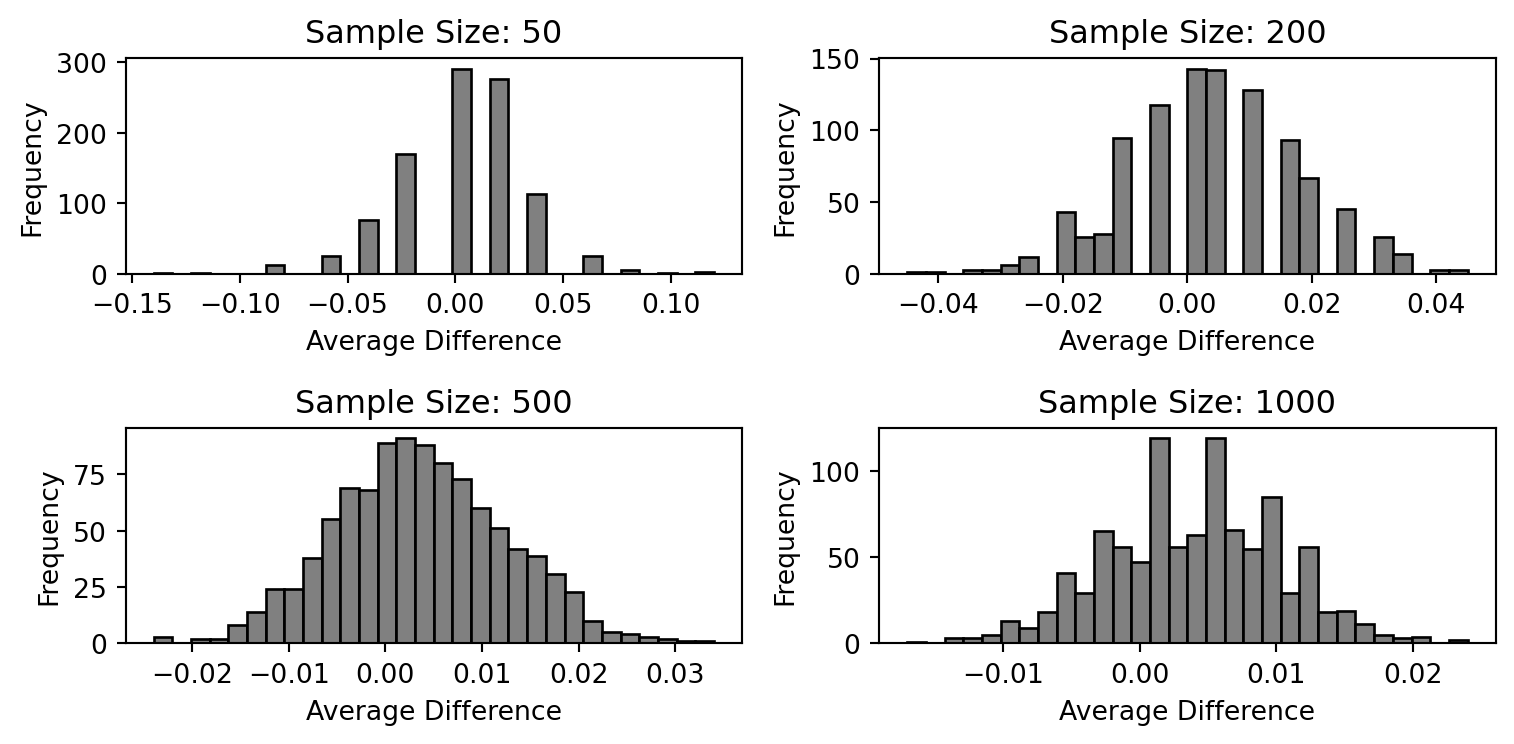 Sample Size: 50
Frequency
300
200
100
0
−0.15 −0.10 −0.05 0.00 0.05 0.10
Average Difference
Sample Size: 200
Frequency
150
100
50
0
−0.04 −0.02 0.00 0.02 0.04
Average Difference
Sample Size: 500
Frequency
75
50
25
0
−0.02 −0.01 0.00 0.01 0.02 0.03
Average Difference
Sample Size: 1000
Frequency
100
50
0
−0.01 0.00 0.01 0.02
Average Difference